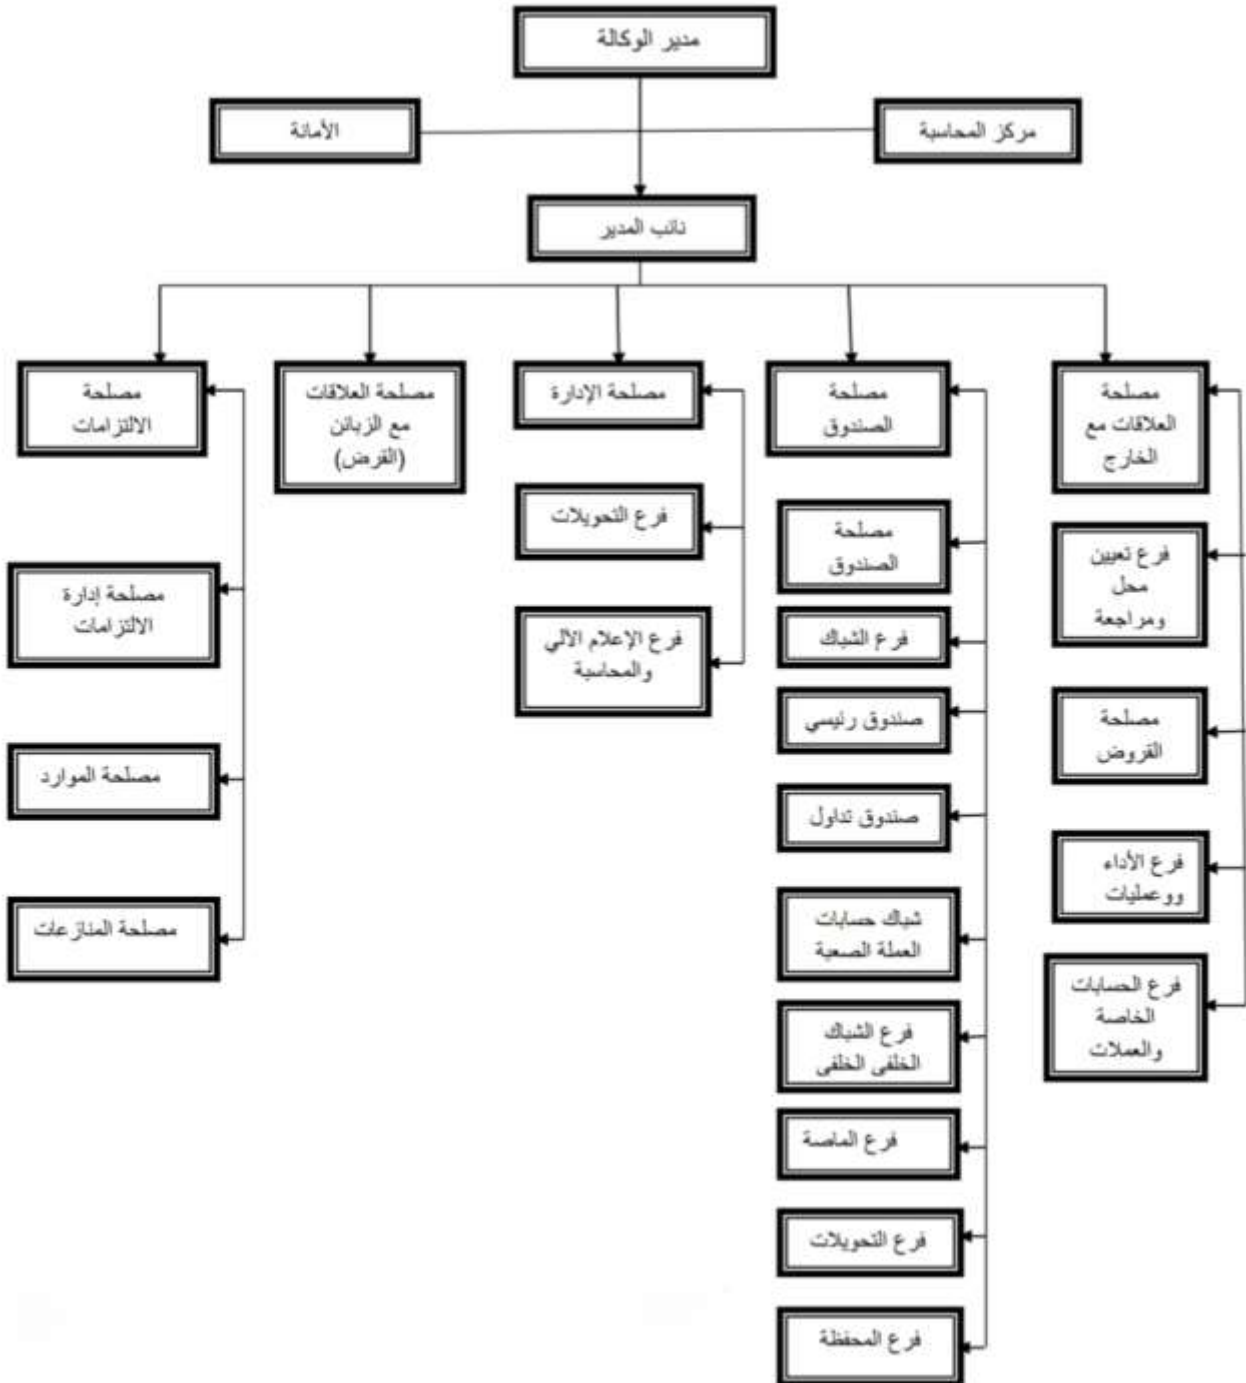 مدير الوكالة
مركز المحاسبة
الأمانة
نائب المدير
مصلحة
العلاقات مع
الخارج
فرع تعيين
محل
ومراجعة
مصلحة
القروض
فرع الأداء
وعمليات
فرع الحسابات
الخاصة
والعملات
مصلحة
الصندوق
مصلحة
الصندوق
فرع الشباك
صندوق رئيسي
صندوق تداول
شباك حسابات
العملة الصعبة
فرع الشباك
الخلفي الخلفي
فرع الماصة
فرع التحويلات
فرع المحفظة
مصلحة الإدارة
فرع التحويلات
فرع الإعلام الآلي
والمحاسبة
مصلحة العلاقات
مع الزبائن
(القرض)
مصلحة
الالتزامات
مصلحة إدارة
الالتزامات
مصلحة الموارد
مصلحة المنازعات